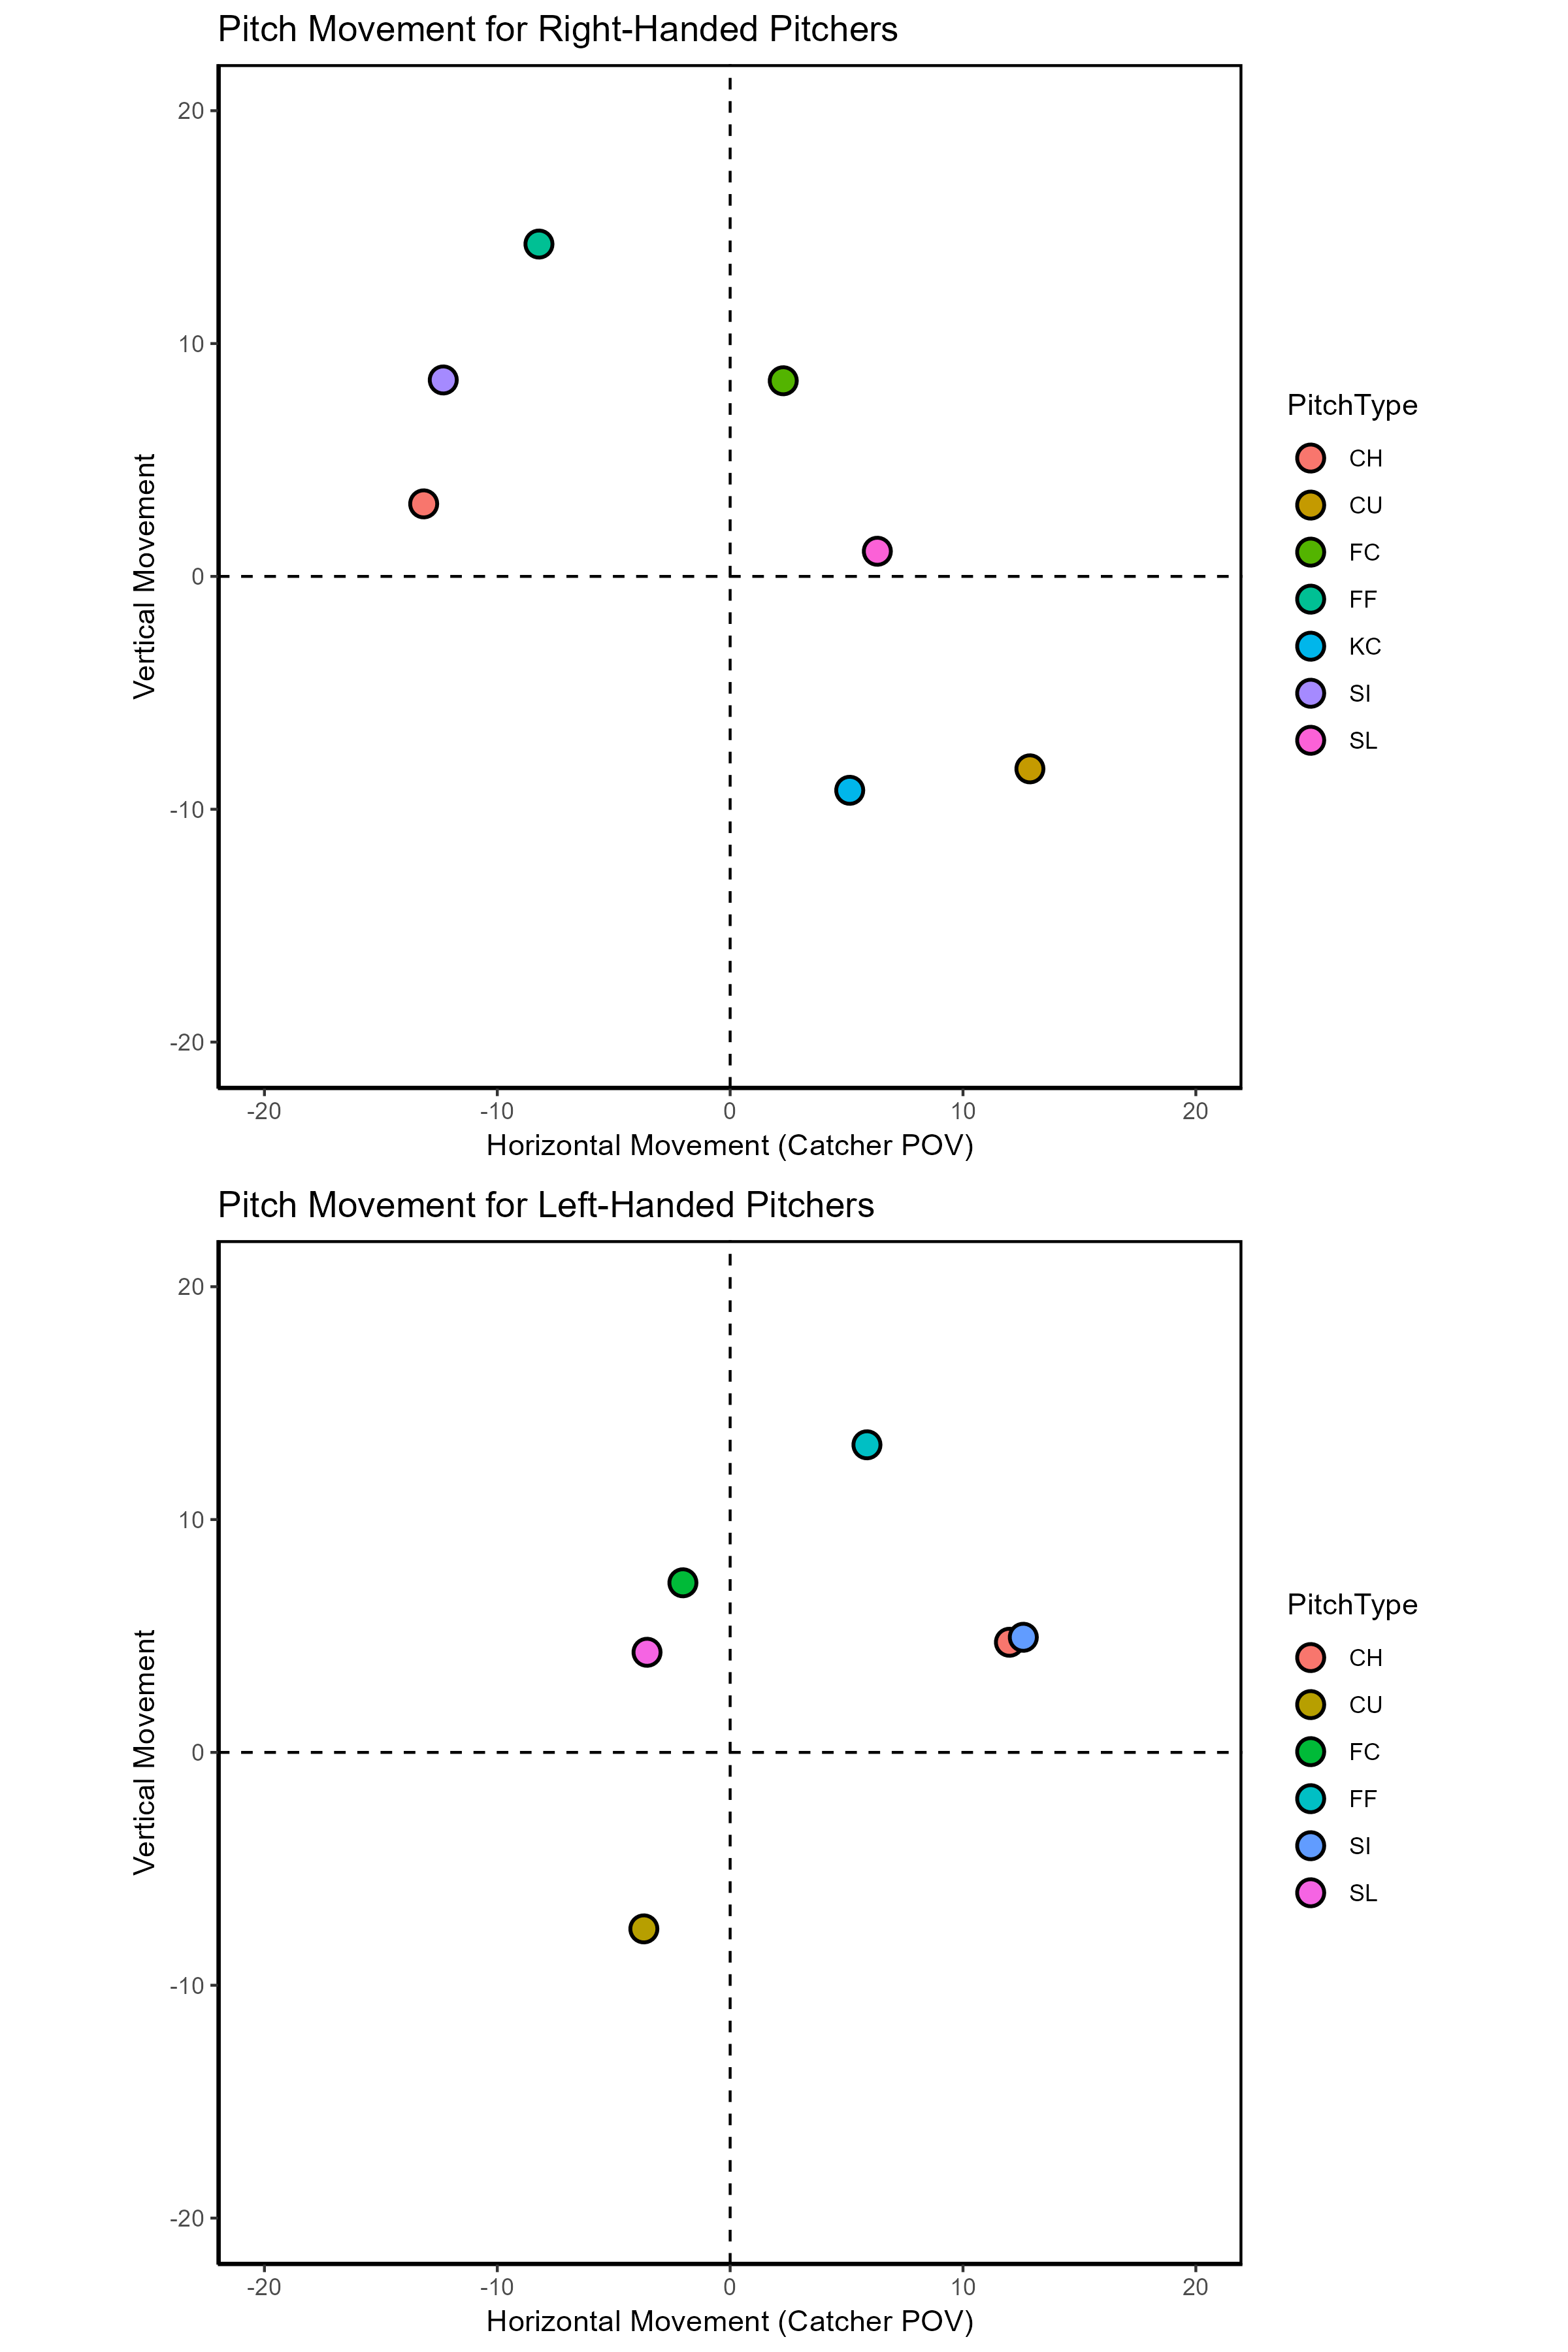 Pitch Movement for Right-Handed Pitchers
20
10
0
-10
-20
Vertical Movement
-20 -10 0 10 20
Horizontal Movement (Catcher POV)
PitchType
CH
CU
FC
FF
KC
SI
SL
Pitch Movement for Left-Handed Pitchers
20
10
0
-10
-20
Vertical Movement
-20 -10 0 10 20
Horizontal Movement (Catcher POV)
PitchType
CH
CU
FC
FF
SI
SL